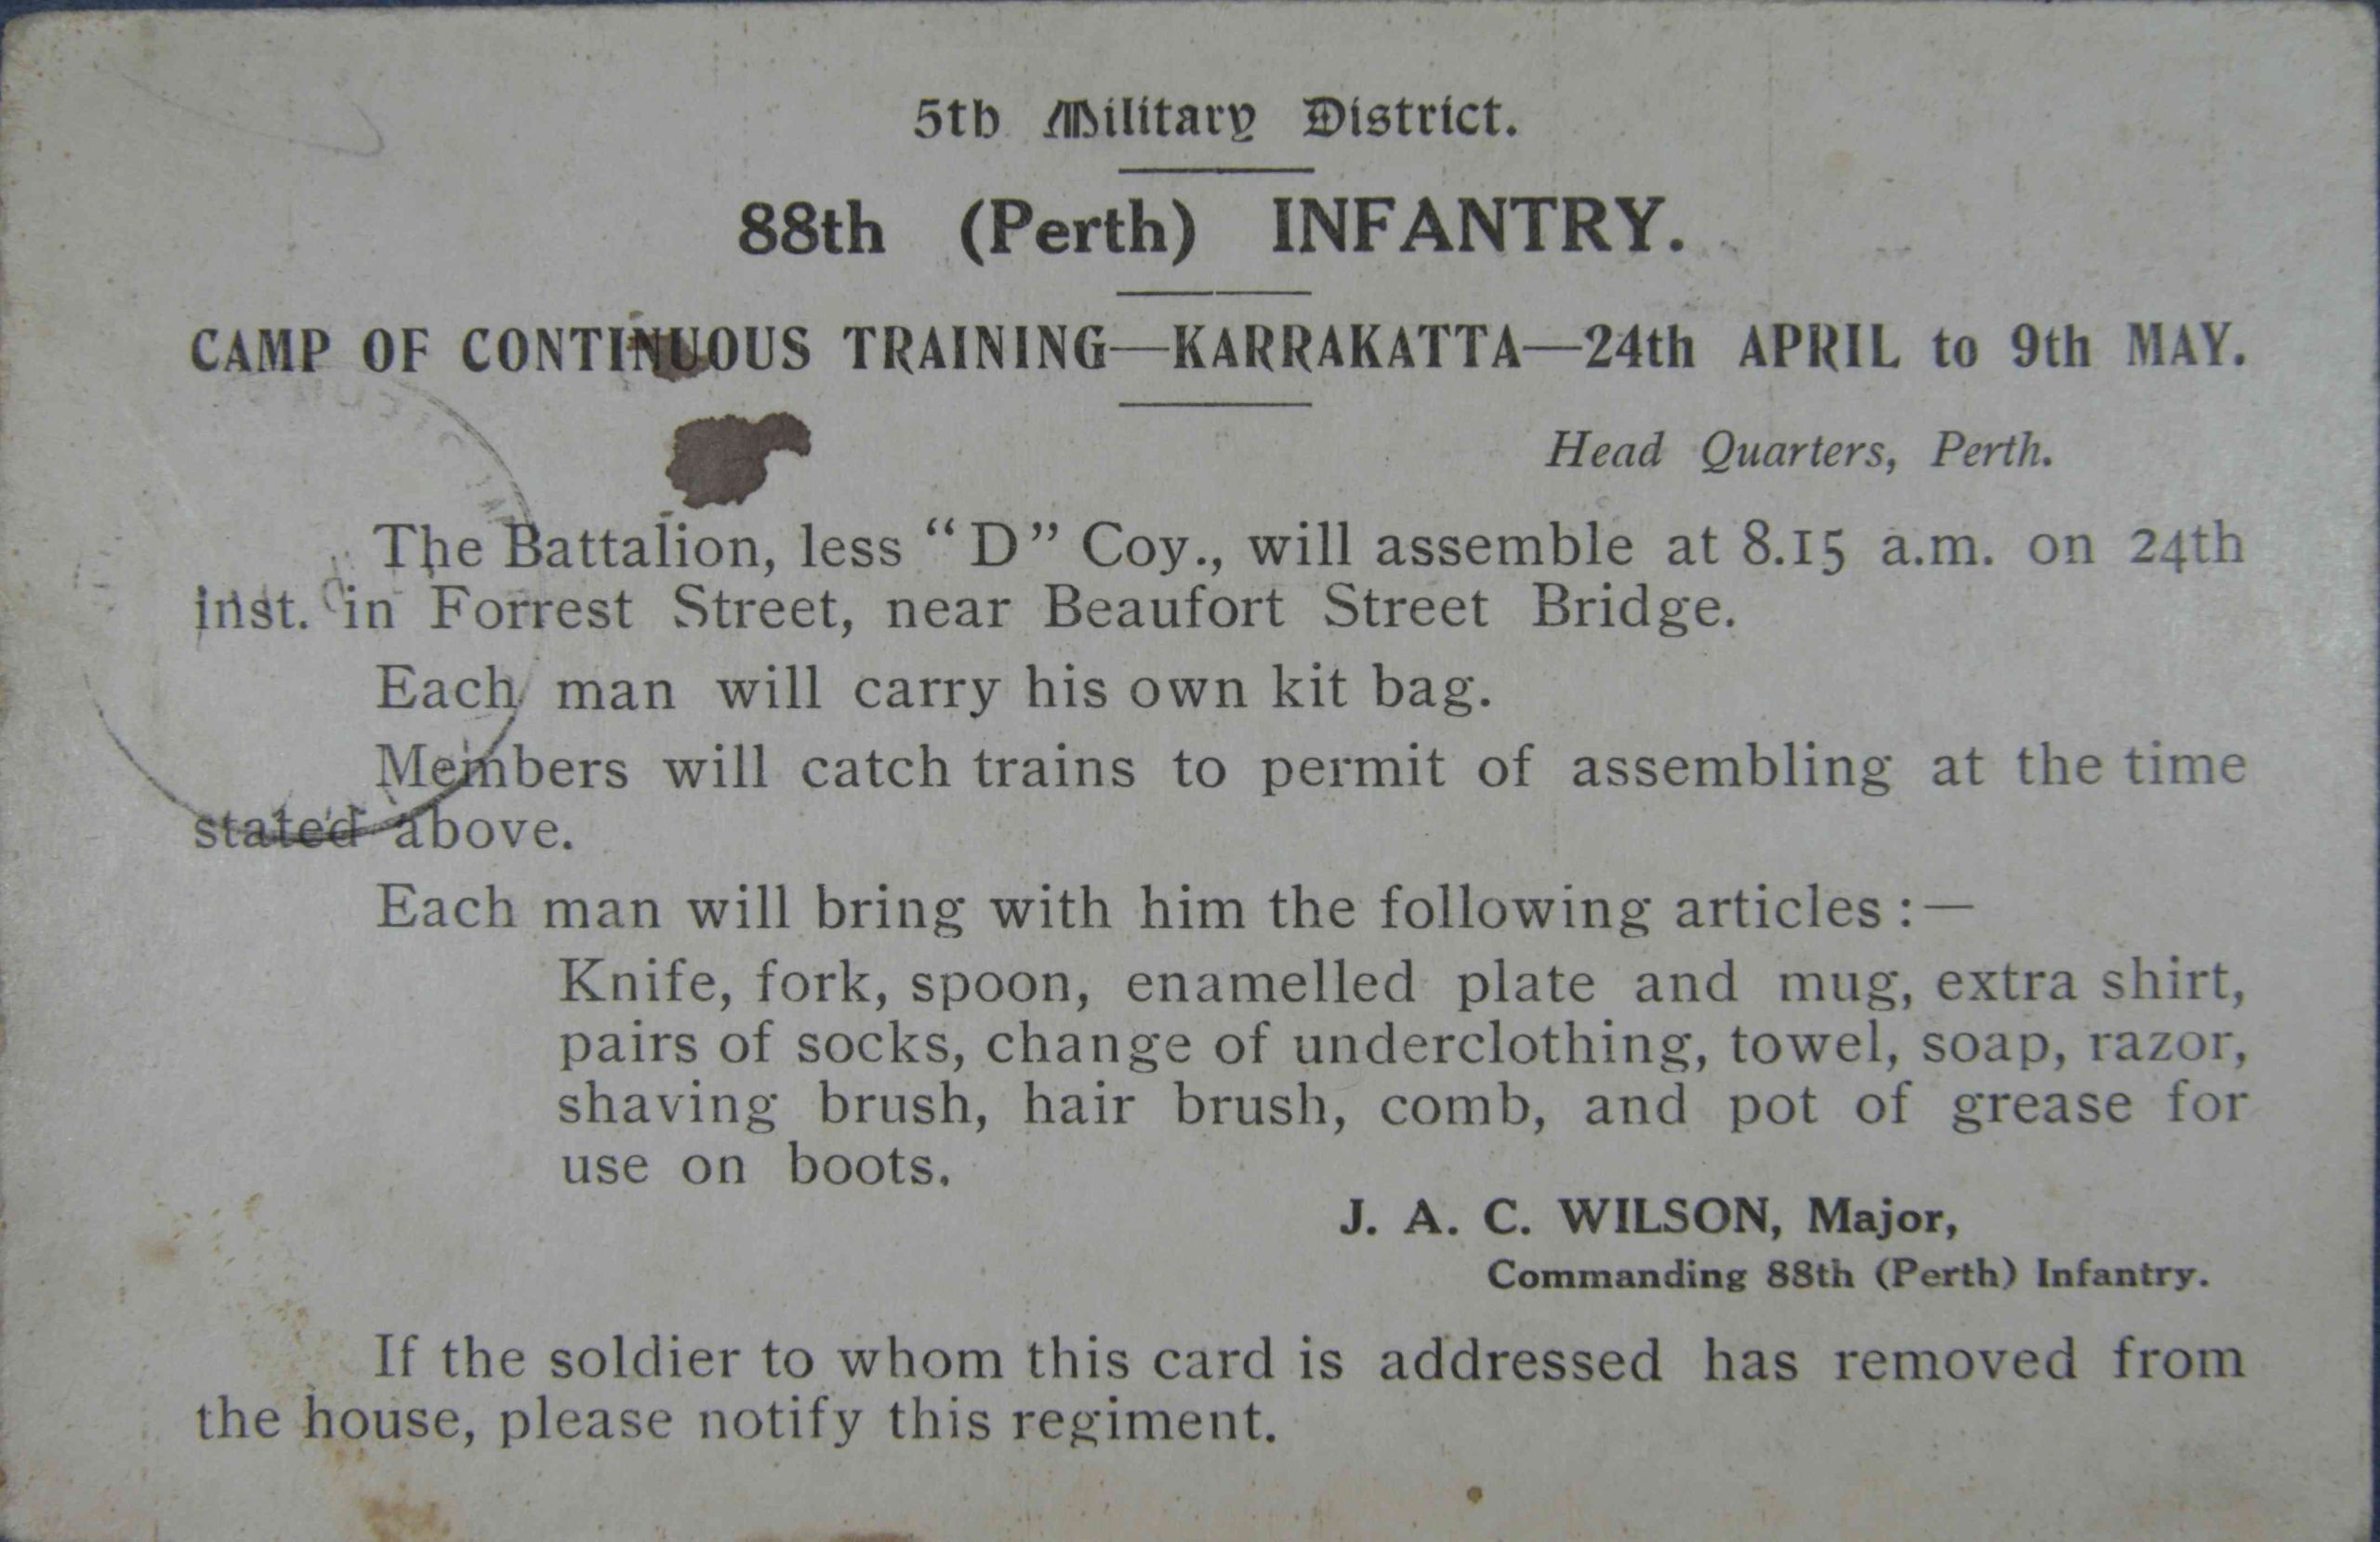 5th Military District.
88th (Perth) INFANTRY.
CAMP OF CONTINUOUS TRAINING—KARRAKATTA—24th APRIL to 9th MAY.
Head Quarters, Perth.
The Battalion, less “D” Coy., will assemble at 8.15 a.m. on 24th
inst. in Forrest Street, near Beaufort Street Bridge.
Each man will carry his own kit bag.
Members will catch trains to permit of assembling at the time
stated above.
Each man will bring with him the following articles :—
Knife, fork, spoon, enamelled plate and mug, extra shirt,
pairs of socks, change of underclothing, towel, soap, razor,
shaving brush, hair brush, comb, and pot of grease for
use on boots.
J. A. C. WILSON, Major,
Commanding 88th (Perth) Infantry.
If the soldier to whom this card is addressed has removed from
the house, please notify this regiment.